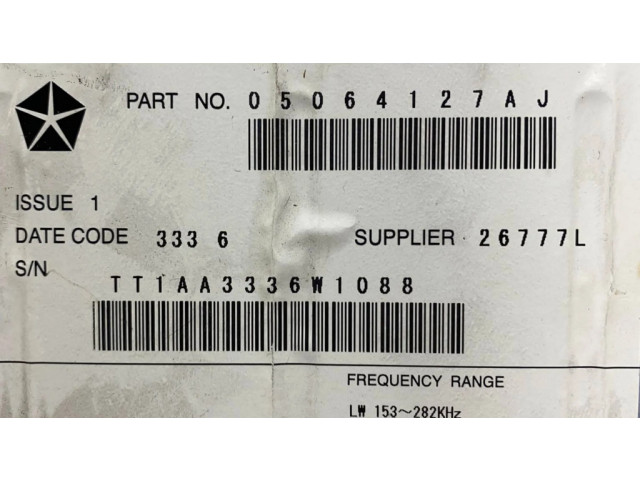 PART NO. 05064127AJ
ISSUE 1
DATE CODE 333 6 SUPPLIER 26777L
S/N
TT1AA3336W1088
FREQUENCY RANGE
LW 153~282KHz